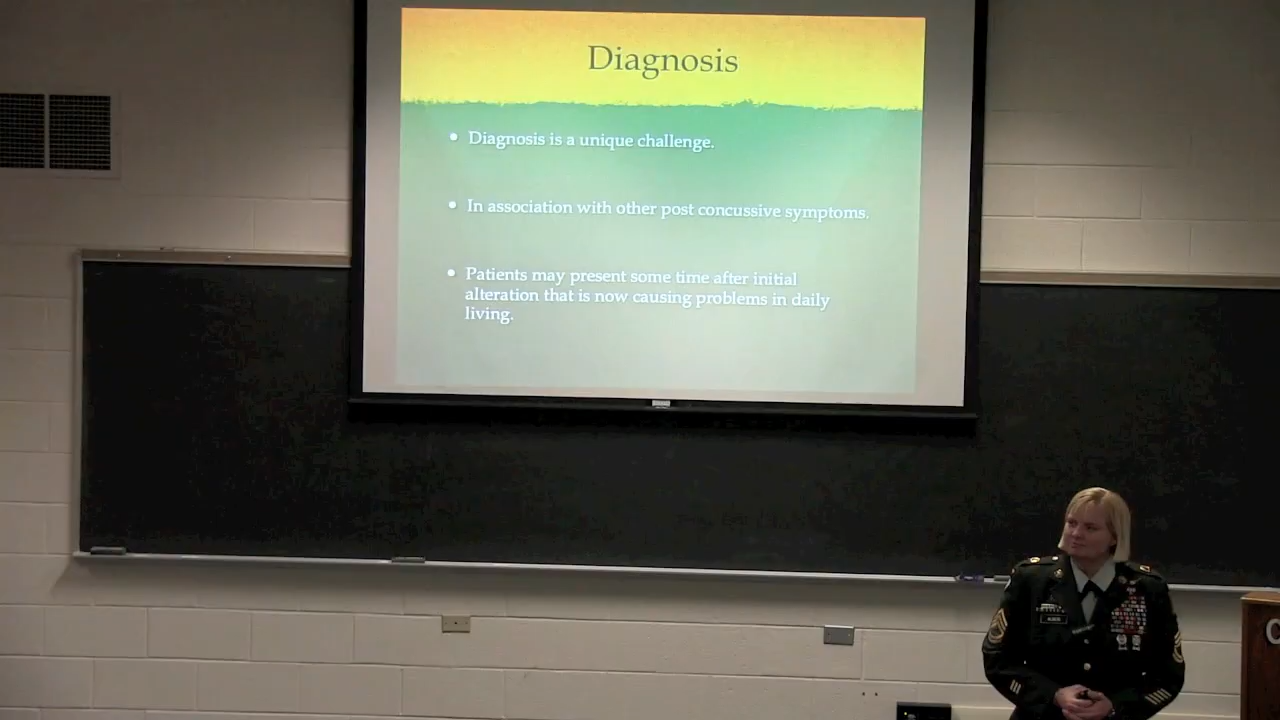 Diagnosis
• Diagnosis is a unique challenge.
• In association with other post concussive symptoms.
• Patients may present some time after initial
alteration that is now causing problems in daily
living.
C